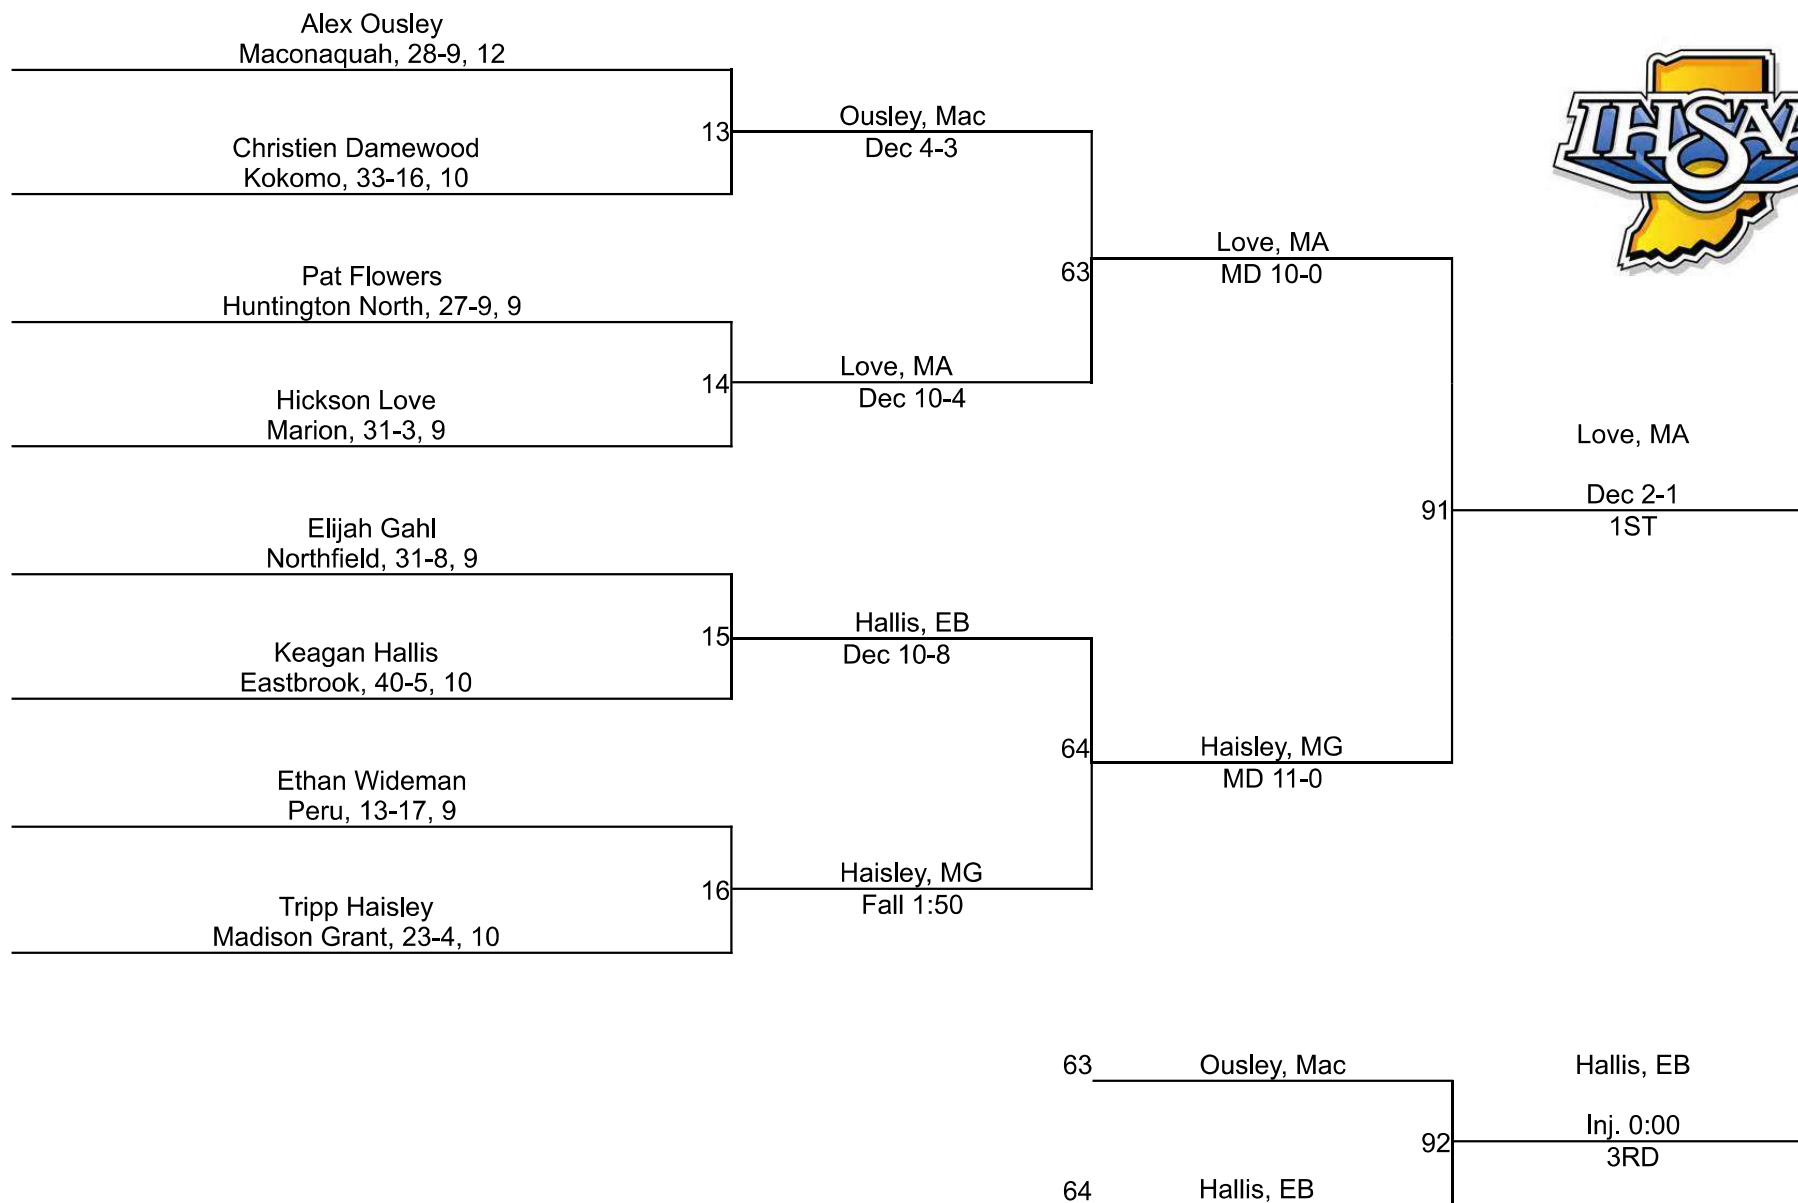 Alex Ousley
Maconaquah, 28-9, 12
13
Ousley, Mac
Dec 4-3
Christien Damewood
Kokomo, 33-16, 10
63
Love, MA
MD 10-0
Pat Flowers
Huntington North, 27-9, 9
14
Love, MA
Dec 10-4
Hickson Love
Marion, 31-3, 9
91
Love, MA
Dec 2-1
1ST
Elijah Gahl
Northfield, 31-8, 9
15
Hallis, EB
Dec 10-8
Keagan Hallis
Eastbrook, 40-5, 10
64
Haisley, MG
MD 11-0
Ethan Wideman
Peru, 13-17, 9
16
Haisley, MG
Fall 1:50
Tripp Haisley
Madison Grant, 23-4, 10
IHSAA
63
Ousley, Mac
92
Hallis, EB
Inj. 0:00
3RD
64
Hallis, EB